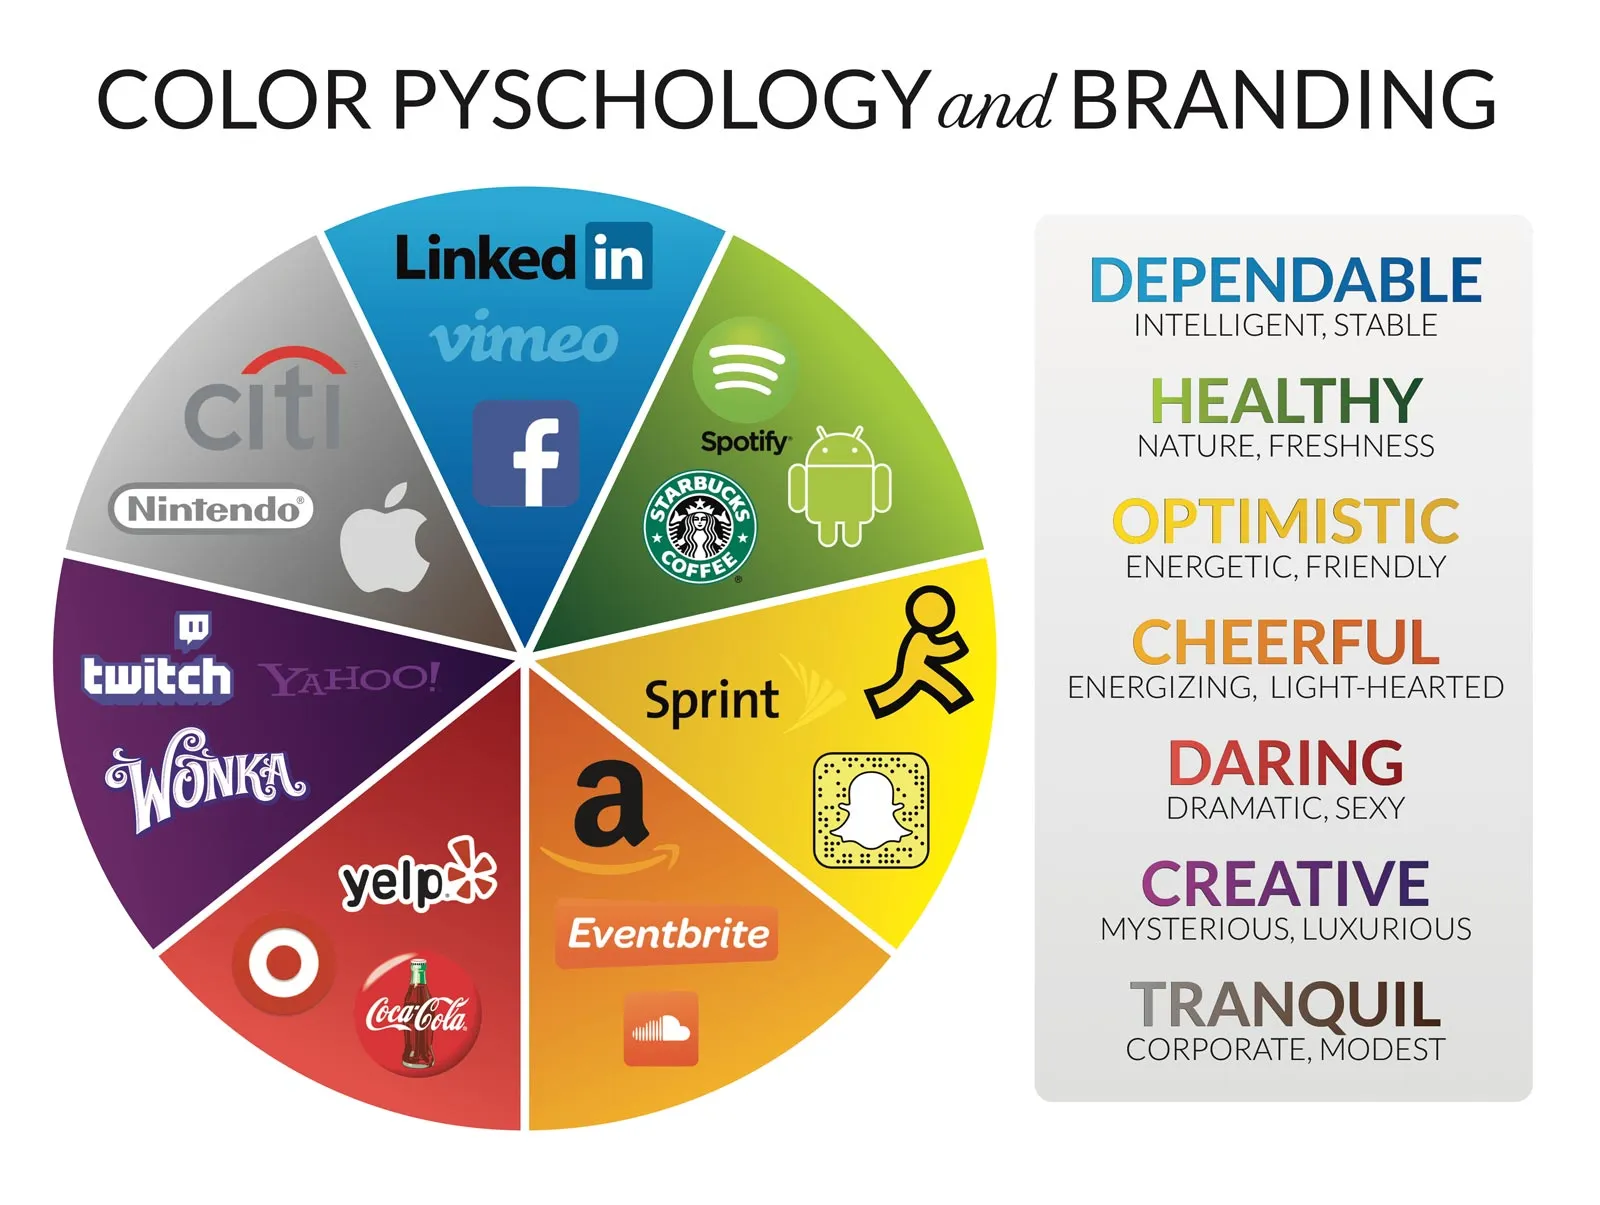 COLOR PYSCHOLOGY and BRANDING
Linked in
vimeo
f
citi
Nintendo®
Spotify®
STARBUCKS
COFFEE
®
twitch
YAHOO!
WONKA
Sprint
a
yelp
Eventbrite
Coca-Cola
DEPENDABLE
INTELLIGENT, STABLE
HEALTHY
NATURE, FRESHNESS
OPTIMISTIC
ENERGETIC, FRIENDLY
CHEERFUL
ENERGIZING, LIGHT-HEARTED
DARING
DRAMATIC, SEXY
CREATIVE
MYSTERIOUS, LUXURIOUS
TRANQUIL
CORPORATE, MODEST